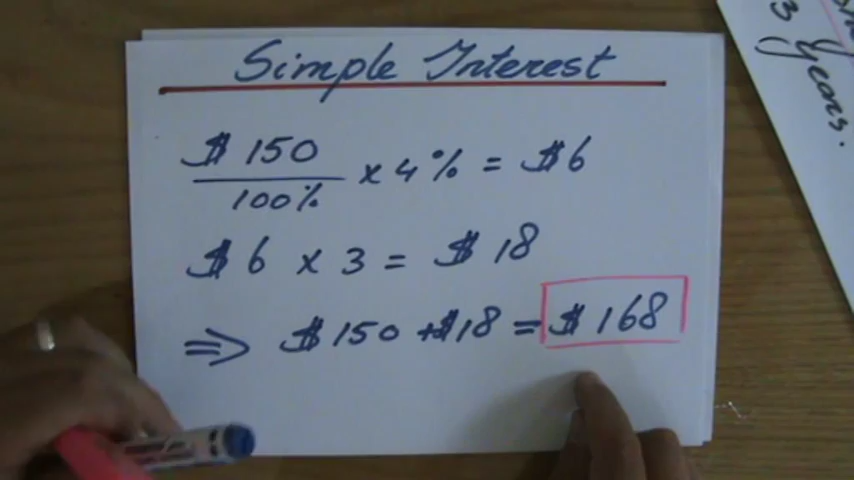 Simple Interest
$ 150
100% × 4% = $6
$ 6 × 3 = $ 18
⇒ $150 + $18 = $ 168
3 Years.